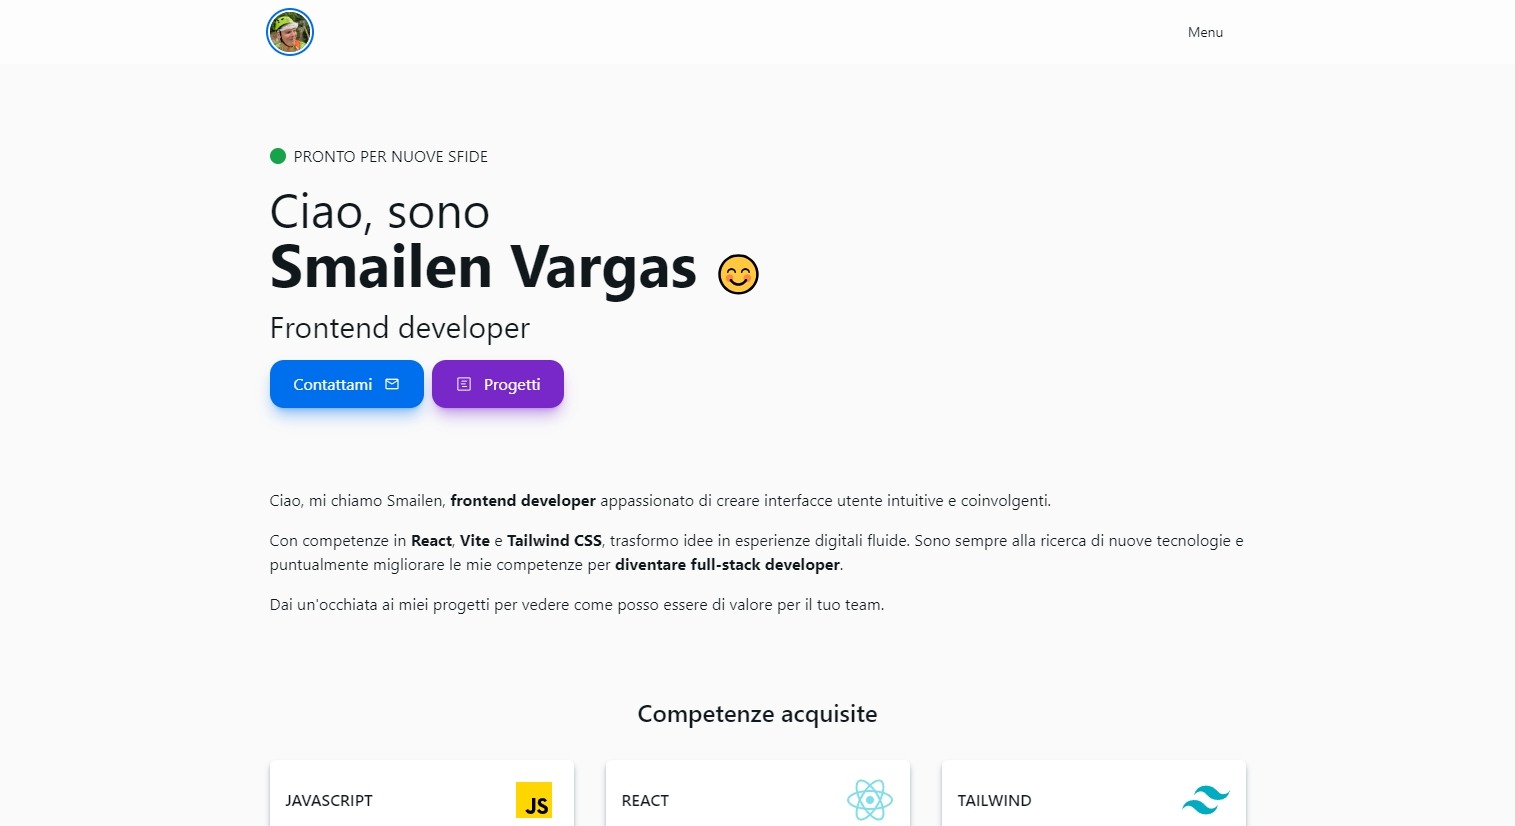 Menu
PRONTO PER NUOVE SFIDE
Ciao, sono
Smailen Vargas
Frontend developer
Contattami
Progetti
Ciao, mi chiamo Smailen, frontend developer appassionato di creare interfacce utente intuitive e coinvolgenti.
Con competenze in React, Vite e Tailwind CSS, trasformo idee in esperienze digitali fluide. Sono sempre alla ricerca di nuove tecnologie e
puntualmente migliorare le mie competenze per diventare full-stack developer.
Dai un'occhiata ai miei progetti per vedere come posso essere di valore per il tuo team.
Competenze acquisite
JAVASCRIPT
JS
REACT
TAILWIND